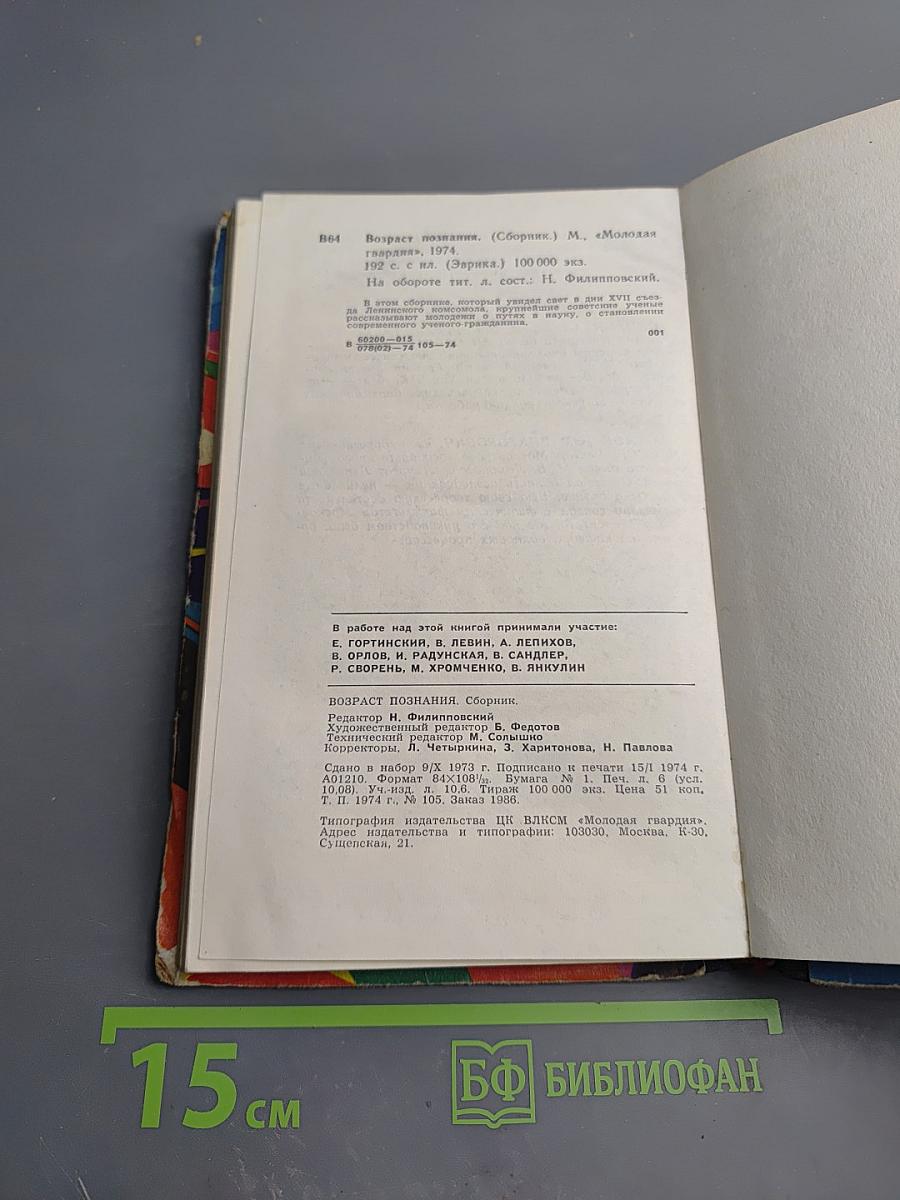 В64 Возраст познания. (Сборник.) М., «Молодая
гвардия», 1974.
192 с. с ил. (Эврика.) 100 000 экз.
На обороте тит. л. сост.: Н. Филипповский.
В этом сборнике, который увидел свет в дни XVII съез-
да Ленинского комсомола, крупнейшие советские ученые
рассказывают молодежи о путях в науку, о становлении
современного ученого-гражданина.
001
В 60200—015
078(02)—74 105—74
В работе над этой книгой принимали участие:
Е. ГОРТИНСКИЙ, В. ЛЕВИН, А. ЛЕПИХОВ,
В. ОРЛОВ, И. РАДУНСКАЯ, В. САНДЛЕР,
Р. СВОРЕНЬ, М. ХРОМЧЕНКО, В. ЯНКУЛИН
ВОЗРАСТ ПОЗНАНИЯ. Сборник.
Редактор Н. Филипповский
Художественный редактор Б. Федотов
Технический редактор М. Солышко
Корректоры, Л. Четыркина, З. Харитонова, Н. Павлова
Сдано в набор 9/X 1973 г. Подписано к печати 15/I 1974 г.
А01210. Формат 84×108¹/₃₂. Бумага № 1. Печ. л. 6 (усл.
10,08). Уч.-изд. л. 10,6. Тираж 100 000 экз. Цена 51 коп.
Т. П. 1974 г., № 105. Заказ 1986.
Типография издательства ЦК ВЛКСМ «Молодая гвардия».
Адрес издательства и типографии: 103030, Москва, К-30,
Сущевская, 21.
15 см
БФ БИБЛИОФАН